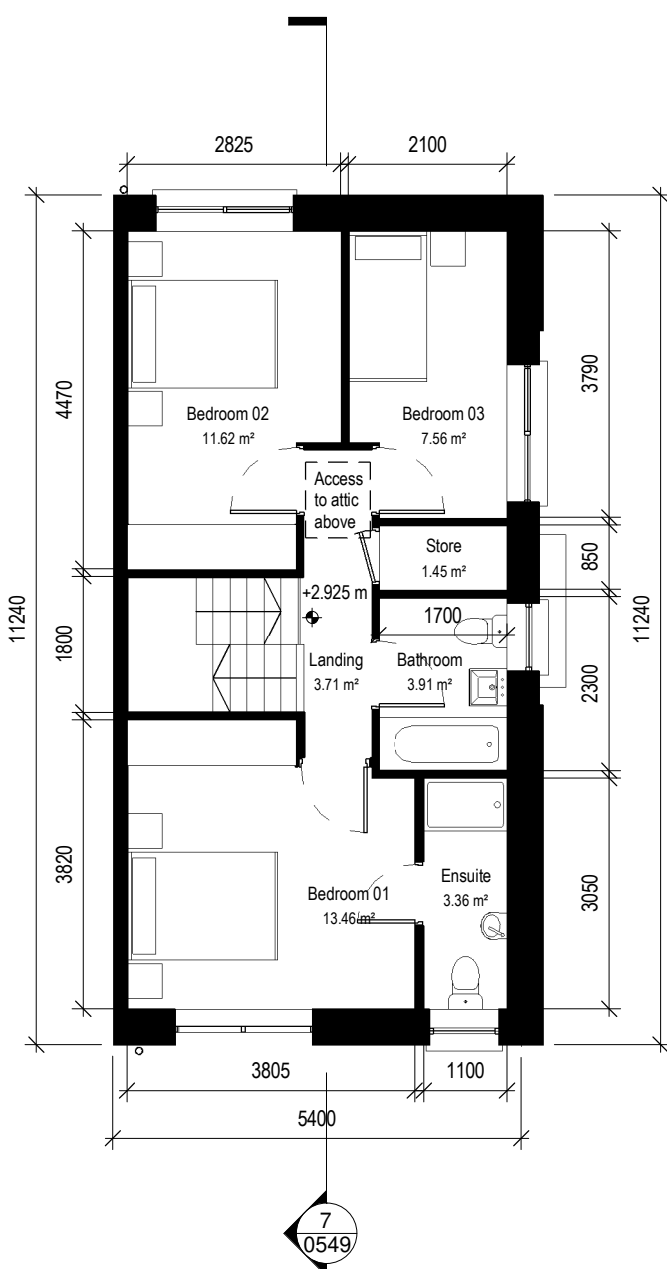 2825
2100
11240
4470
3790
Bedroom 02
11.62 m²
Bedroom 03
7.56 m²
Access
to attic
above
Store
1.45 m²
850
+2.925 m
1700
1800
Landing
3.71 m²
Bathroom
3.91 m²
2300
11240
3820
Bedroom 01
13.46 m²
Ensuite
3.36 m²
3050
3805
1100
5400
7
0549